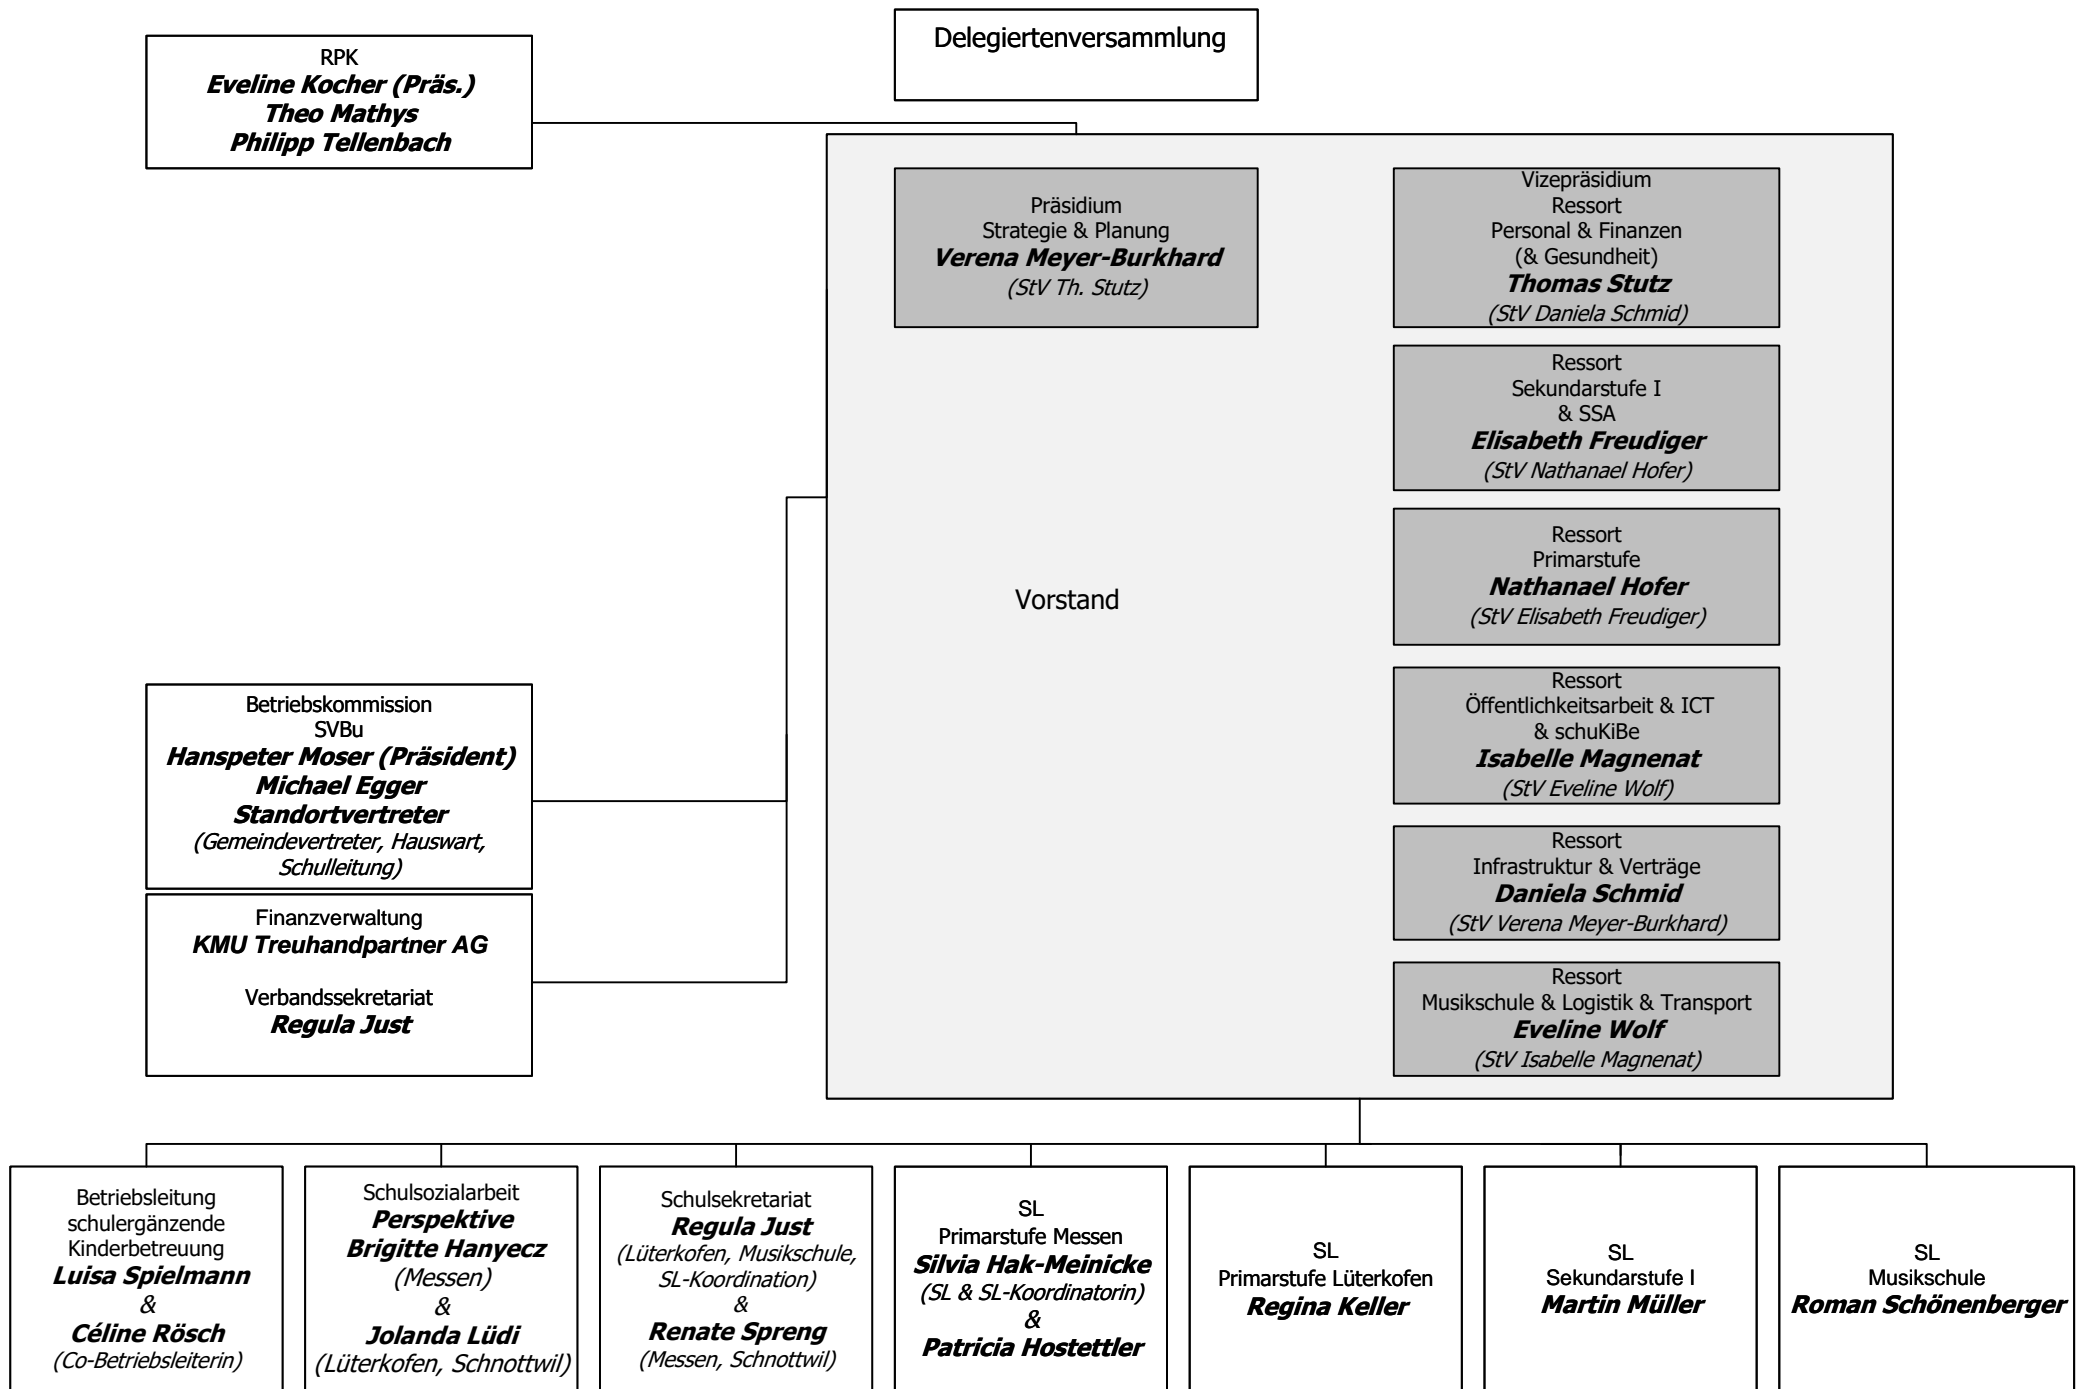 Delegiertenversammlung
RPK
Eveline Kocher (Präs.)
Theo Mathys
Philipp Tellenbach
Präsidium
Strategie & Planung
Verena Meyer-Burkhard
(StV Th. Stutz)
Vizepräsidium
Ressort
Personal & Finanzen
(& Gesundheit)
Thomas Stutz
(StV Daniela Schmid)
Ressort
Sekundarstufe I
& SSA
Elisabeth Freudiger
(StV Nathanael Hofer)
Ressort
Primarstufe
Nathanael Hofer
(StV Elisabeth Freudiger)
Vorstand
Ressort
Öffentlichkeitsarbeit & ICT
& schuKiBe
Isabelle Magnenat
(StV Eveline Wolf)
Ressort
Infrastruktur & Verträge
Daniela Schmid
(StV Verena Meyer-Burkhard)
Ressort
Musikschule & Logistik & Transport
Eveline Wolf
(StV Isabelle Magnenat)
Betriebskommission
SVBu
Hanspeter Moser (Präsident)
Michael Egger
Standortvertreter
(Gemeindevertreter, Hauswart,
Schulleitung)
Finanzverwaltung
KMU Treuhandpartner AG
Verbandssekretariat
Regula Just
Betriebsleitung
schulergänzende
Kinderbetreuung
Luisa Spielmann
&
Céline Rösch
(Co-Betriebsleiterin)
Schulsozialarbeit
Perspektive
Brigitte Hanyecz
(Messen)
&
Jolanda Lüdi
(Lüterkofen, Schnottwil)
Schulsekretariat
Regula Just
(Lüterkofen, Musikschule,
SL-Koordination)
&
Renate Spreng
(Messen, Schnottwil)
SL
Primarstufe Messen
Silvia Hak-Meinicke
(SL & SL-Koordinatorin)
&
Patricia Hostettler
SL
Primarstufe Lüterkofen
Regina Keller
SL
Sekundarstufe I
Martin Müller
SL
Musikschule
Roman Schönenberger